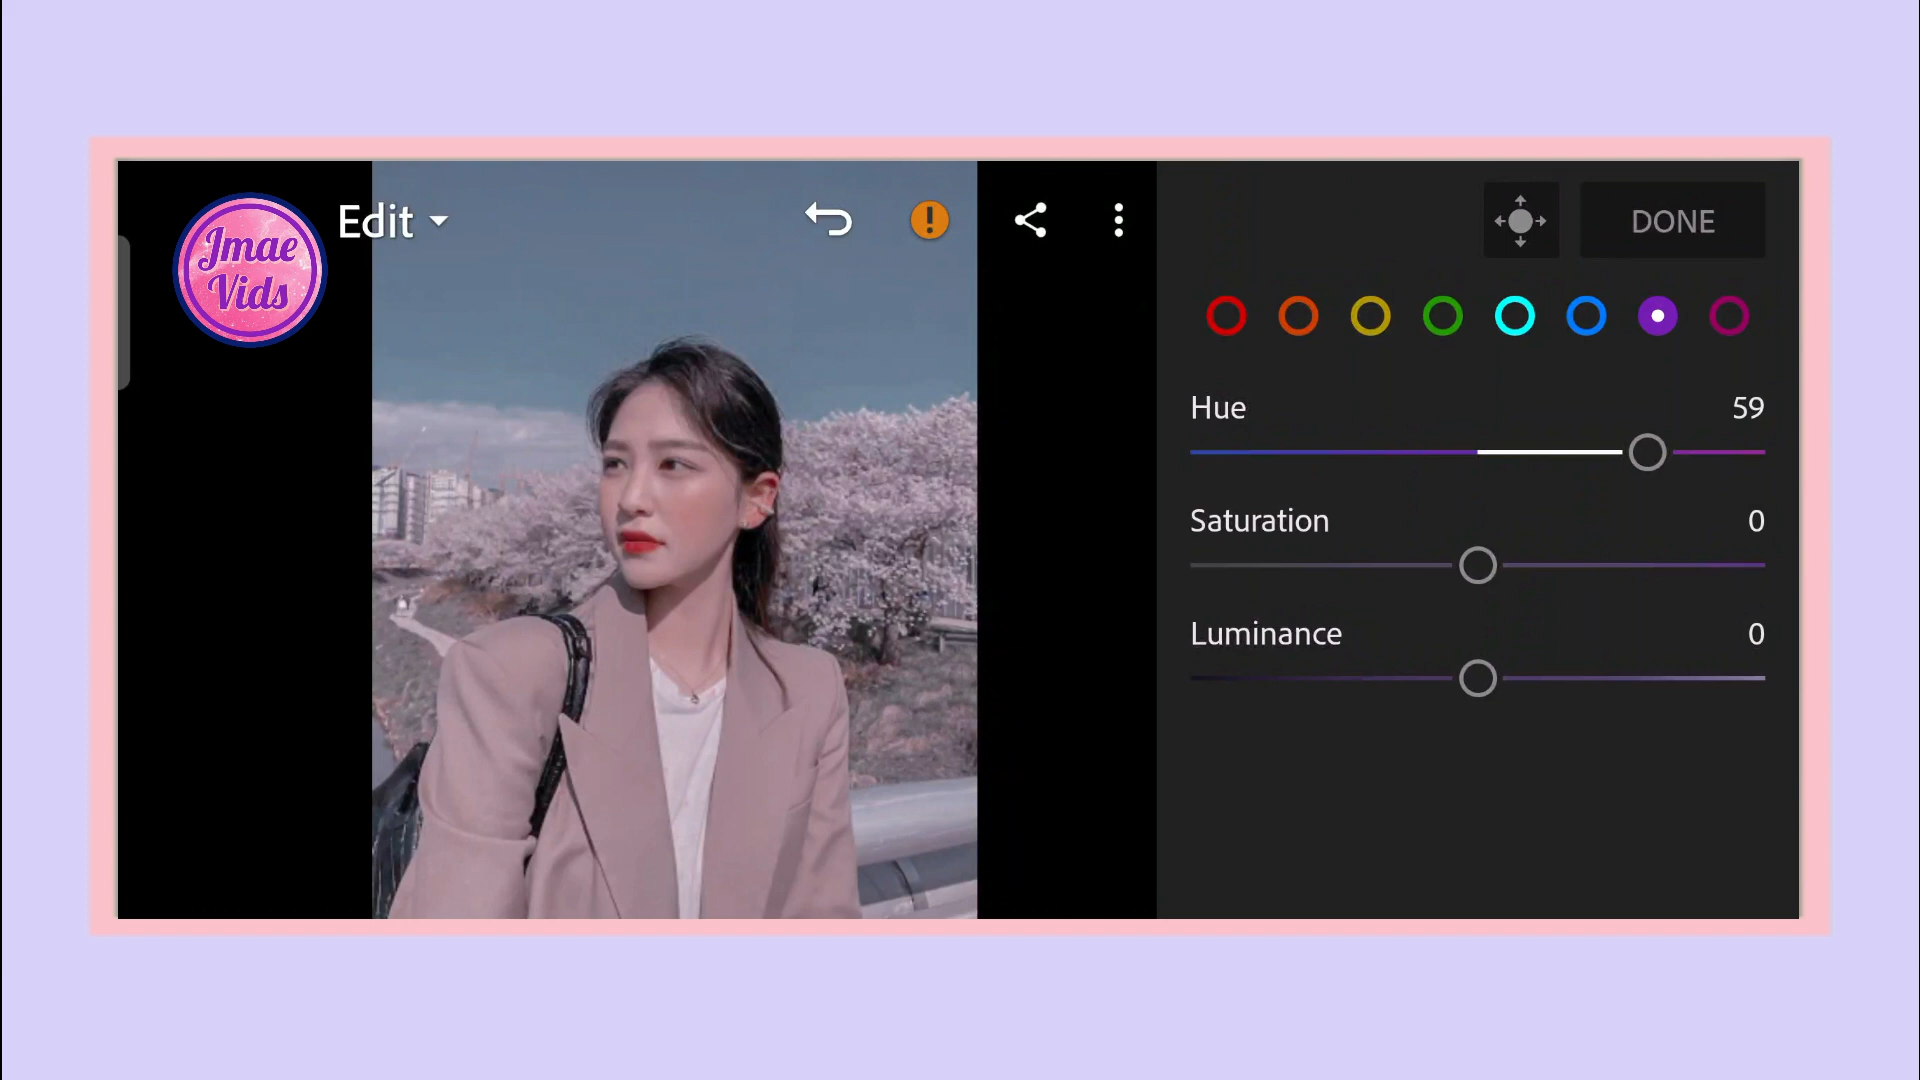 Jmae
Vids
Edit
DONE
Hue 59
Saturation 0
Luminance 0